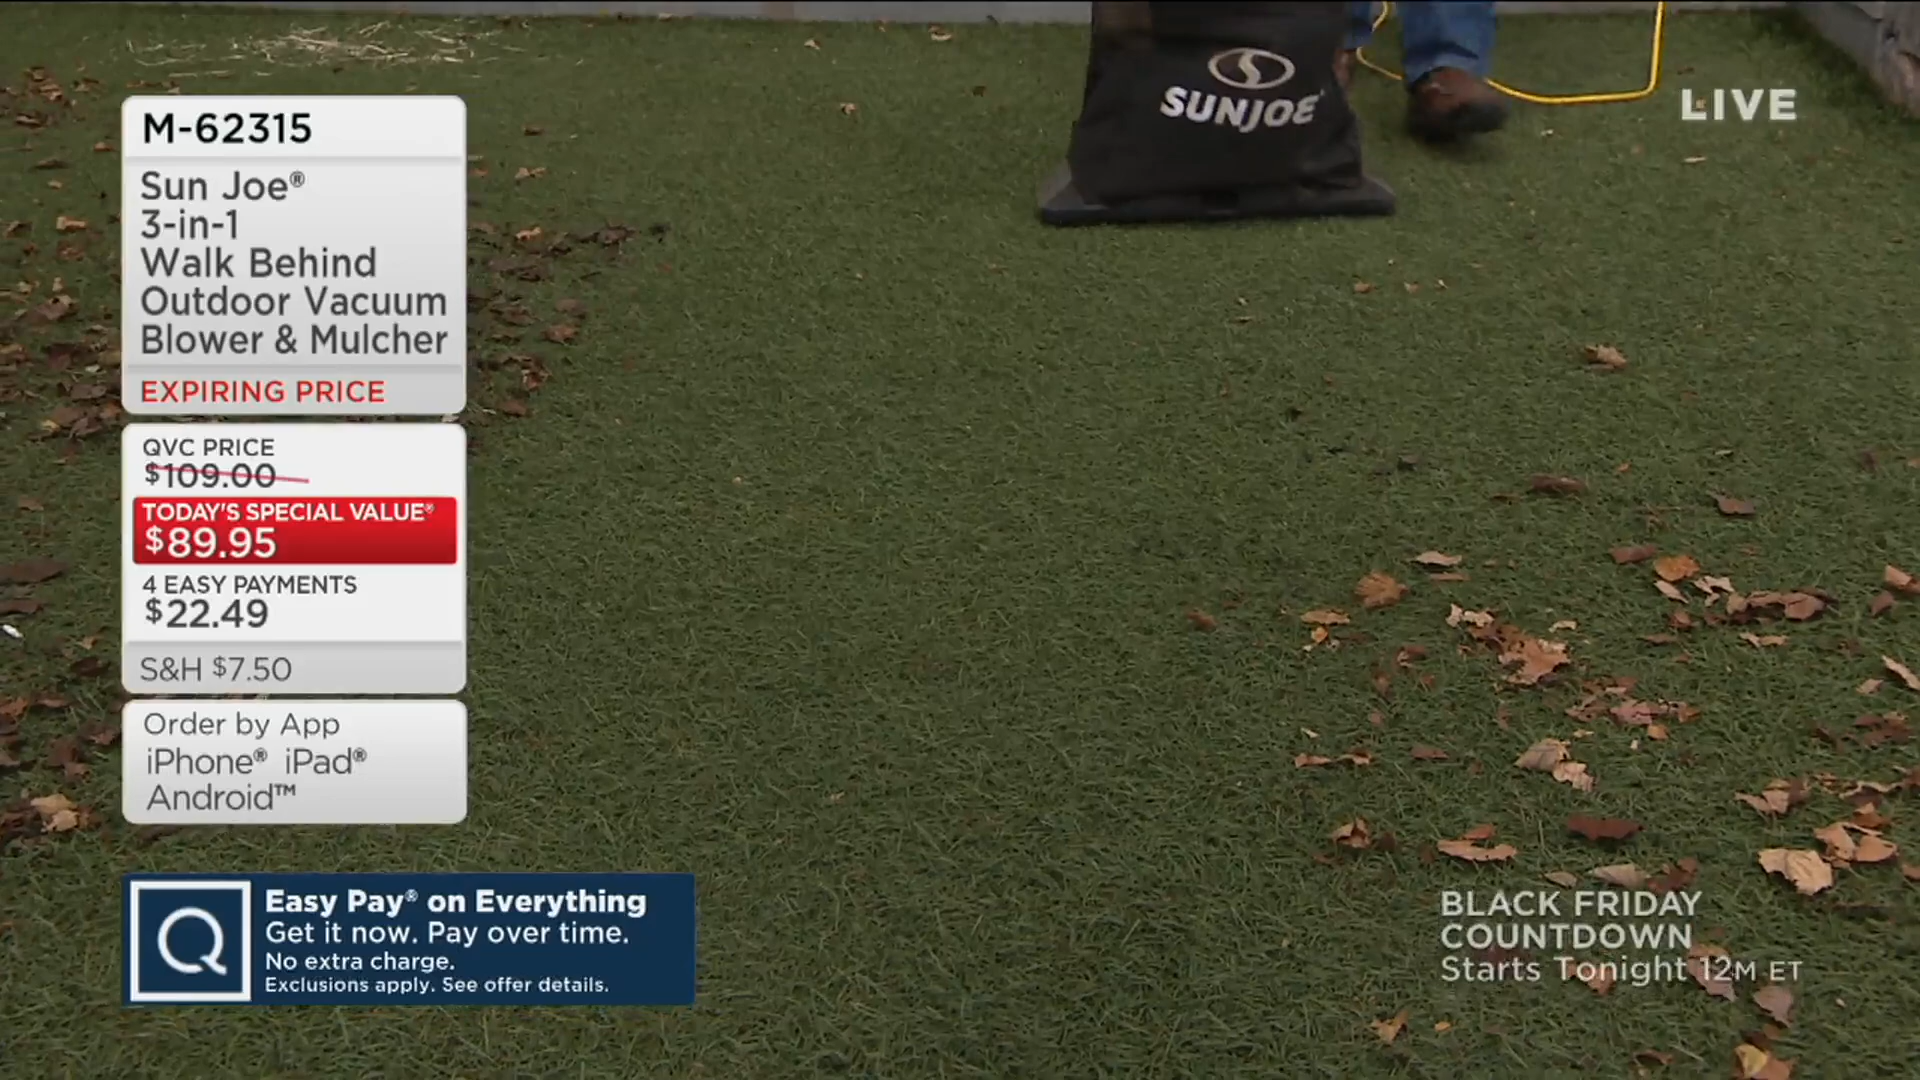 SUNJOE
LIVE
M-62315
Sun Joe®
3-in-1
Walk Behind
Outdoor Vacuum
Blower & Mulcher
EXPIRING PRICE
QVC PRICE
$109.00
TODAY'S SPECIAL VALUE®
$89.95
4 EASY PAYMENTS
$22.49
S&H $7.50
Order by App
iPhone® iPad®
Android™
Q
Easy Pay® on Everything
Get it now. Pay over time.
No extra charge.
Exclusions apply. See offer details.
BLACK FRIDAY
COUNTDOWN
Starts Tonight 12M ET